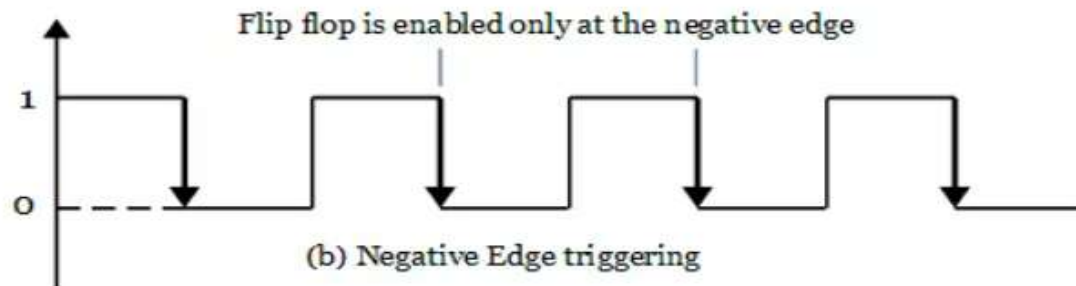 Flip flop is enabled only at the negative edge
1
0
(b) Negative Edge triggering